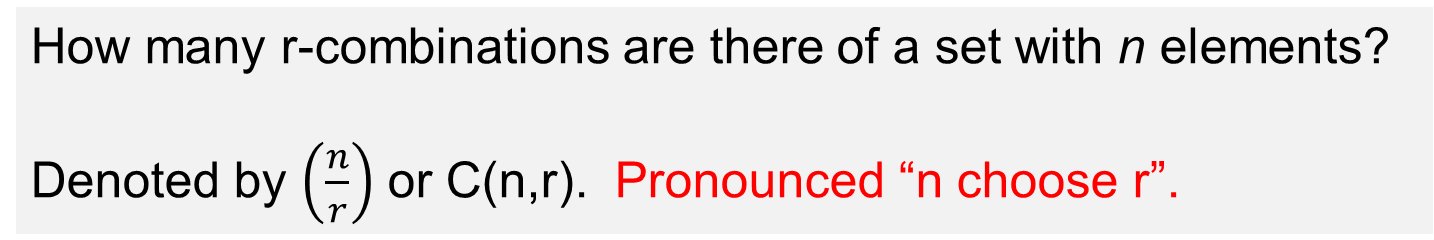 How many r-combinations are there of a set with n elements?
Denoted by (n/r) or C(n,r). Pronounced “n choose r”.